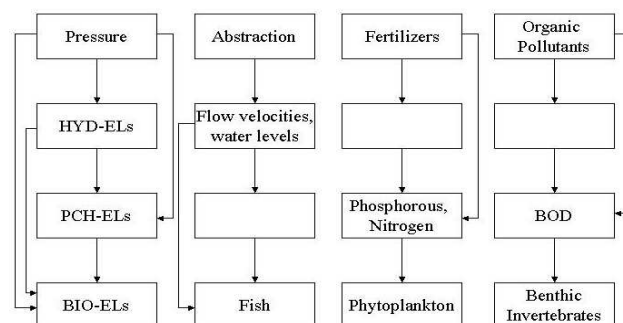 Pressure
Abstraction
Fertilizers
Organic
Pollutants
HYD-ELs
Flow velocities,
water levels
PCH-ELs
Phosphorous,
Nitrogen
BOD
BIO-ELs
Fish
Phytoplankton
Benthic
Invertebrates